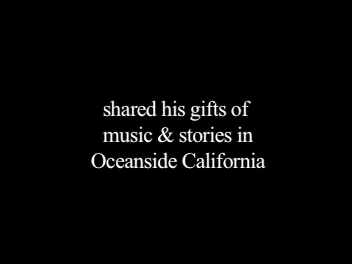 shared his gifts of
music & stories in
Oceanside California